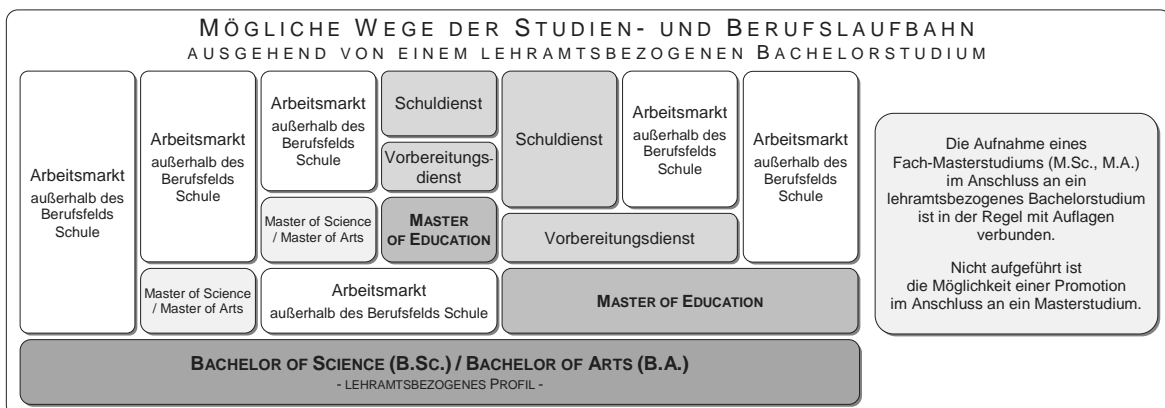 MÖGLICHE WEGE DER STUDIEN- UND BERUFSLAUFBAHN
AUSGEHEND VON EINEM LEHRAMTSBEZOGENEN BACHELORSTUDIUM
Arbeitsmarkt
außerhalb des
Berufsfelds
Schule
Arbeitsmarkt
außerhalb des
Berufsfelds
Schule
Master of Science
/ Master of Arts
Arbeitsmarkt
außerhalb des
Berufsfelds
Schule
Master of Science
/ Master of Arts
Schuldienst
Vorbereitungs-
dienst
MASTER
OF EDUCATION
Arbeitsmarkt
außerhalb des Berufsfelds Schule
Schuldienst
Arbeitsmarkt
außerhalb des
Berufsfelds
Schule
Vorbereitungsdienst
Arbeitsmarkt
außerhalb des
Berufsfelds
Schule
MASTER OF EDUCATION
BACHELOR OF SCIENCE (B.SC.) / BACHELOR OF ARTS (B.A.)
- LEHRAMTSBEZOGENES PROFIL -
Die Aufnahme eines
Fach-Masterstudiums (M.Sc., M.A.)
im Anschluss an ein
lehramtsbezogenes Bachelorstudium
ist in der Regel mit Auflagen
verbunden.
Nicht aufgeführt ist
die Möglichkeit einer Promotion
im Anschluss an ein Masterstudium.